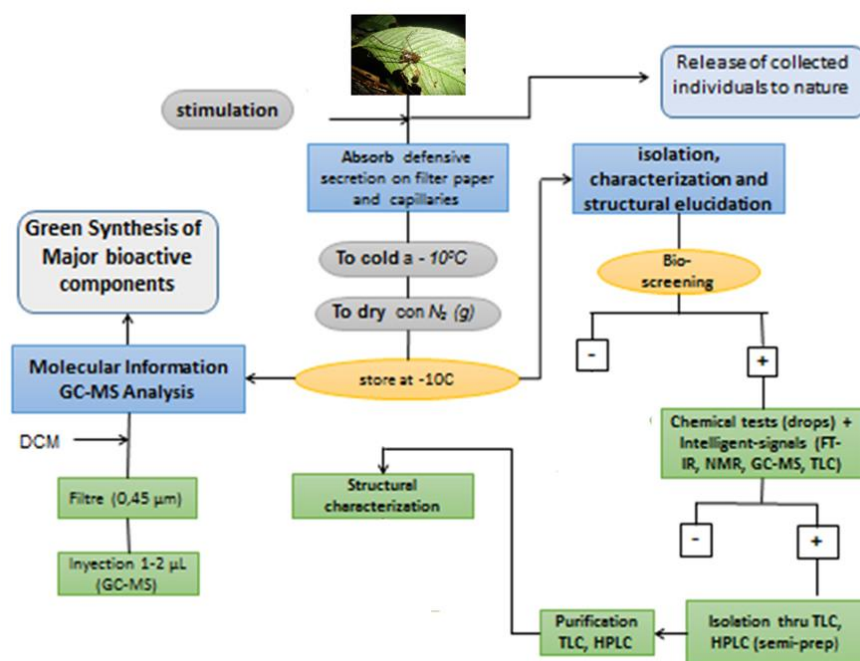 stimulation
Release of collected
individuals to nature
Absorb defensive
secretion on filter paper
and capillaries
isolation,
characterization and
structural elucidation
Green Synthesis of
Major bioactive
components
To cold a - 10ºC
Bio-
screening
To dry con N₂ (g)
-
+
Molecular Information
GC-MS Analysis
store at -10C
DCM
Chemical tests (drops) +
Intelligent-signals (FT-
IR, NMR, GC-MS, TLC)
Filtre (0,45 µm)
Structural
characterization
-
+
Inyection 1-2 µL
(GC-MS)
Purification
TLC, HPLC
Isolation thru TLC,
HPLC (semi-prep)